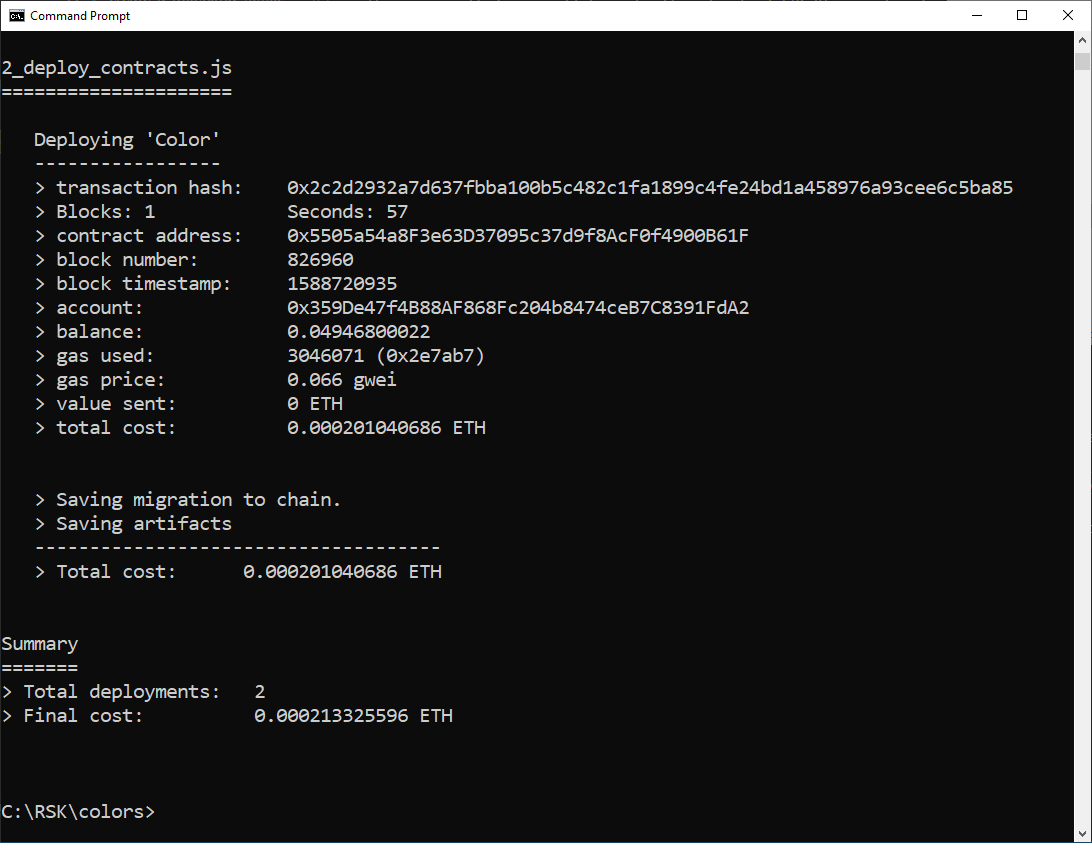 Command Prompt
2_deploy_contracts.js
=====================
Deploying 'Color'
-----------------
> transaction hash:    0x2c2d2932a7d637fbba100b5c482c1fa1899c4fe24bd1a458976a93cee6c5ba85
> Blocks: 1            Seconds: 57
> contract address:    0x5505a54a8F3e63D37095c37d9f8AcF0f4900B61F
> block number:        826960
> block timestamp:     1588720935
> account:             0x359De47f4B88AF868Fc204b8474ceB7C8391FdA2
> balance:             0.04946800022
> gas used:            3046071 (0x2e7ab7)
> gas price:           0.066 gwei
> value sent:          0 ETH
> total cost:          0.000201040686 ETH
> Saving migration to chain.
> Saving artifacts
-------------------------------------
> Total cost:      0.000201040686 ETH
Summary
=======
> Total deployments:   2
> Final cost:          0.000213325596 ETH
C:\RSK\colors>